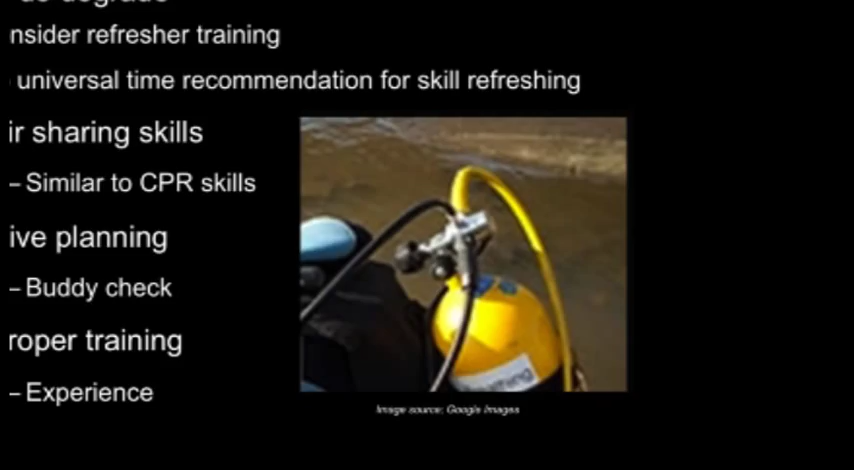 nsider refresher training
universal time recommendation for skill refreshing
ir sharing skills
– Similar to CPR skills
ive planning
– Buddy check
roper training
– Experience
Image source: Google Images